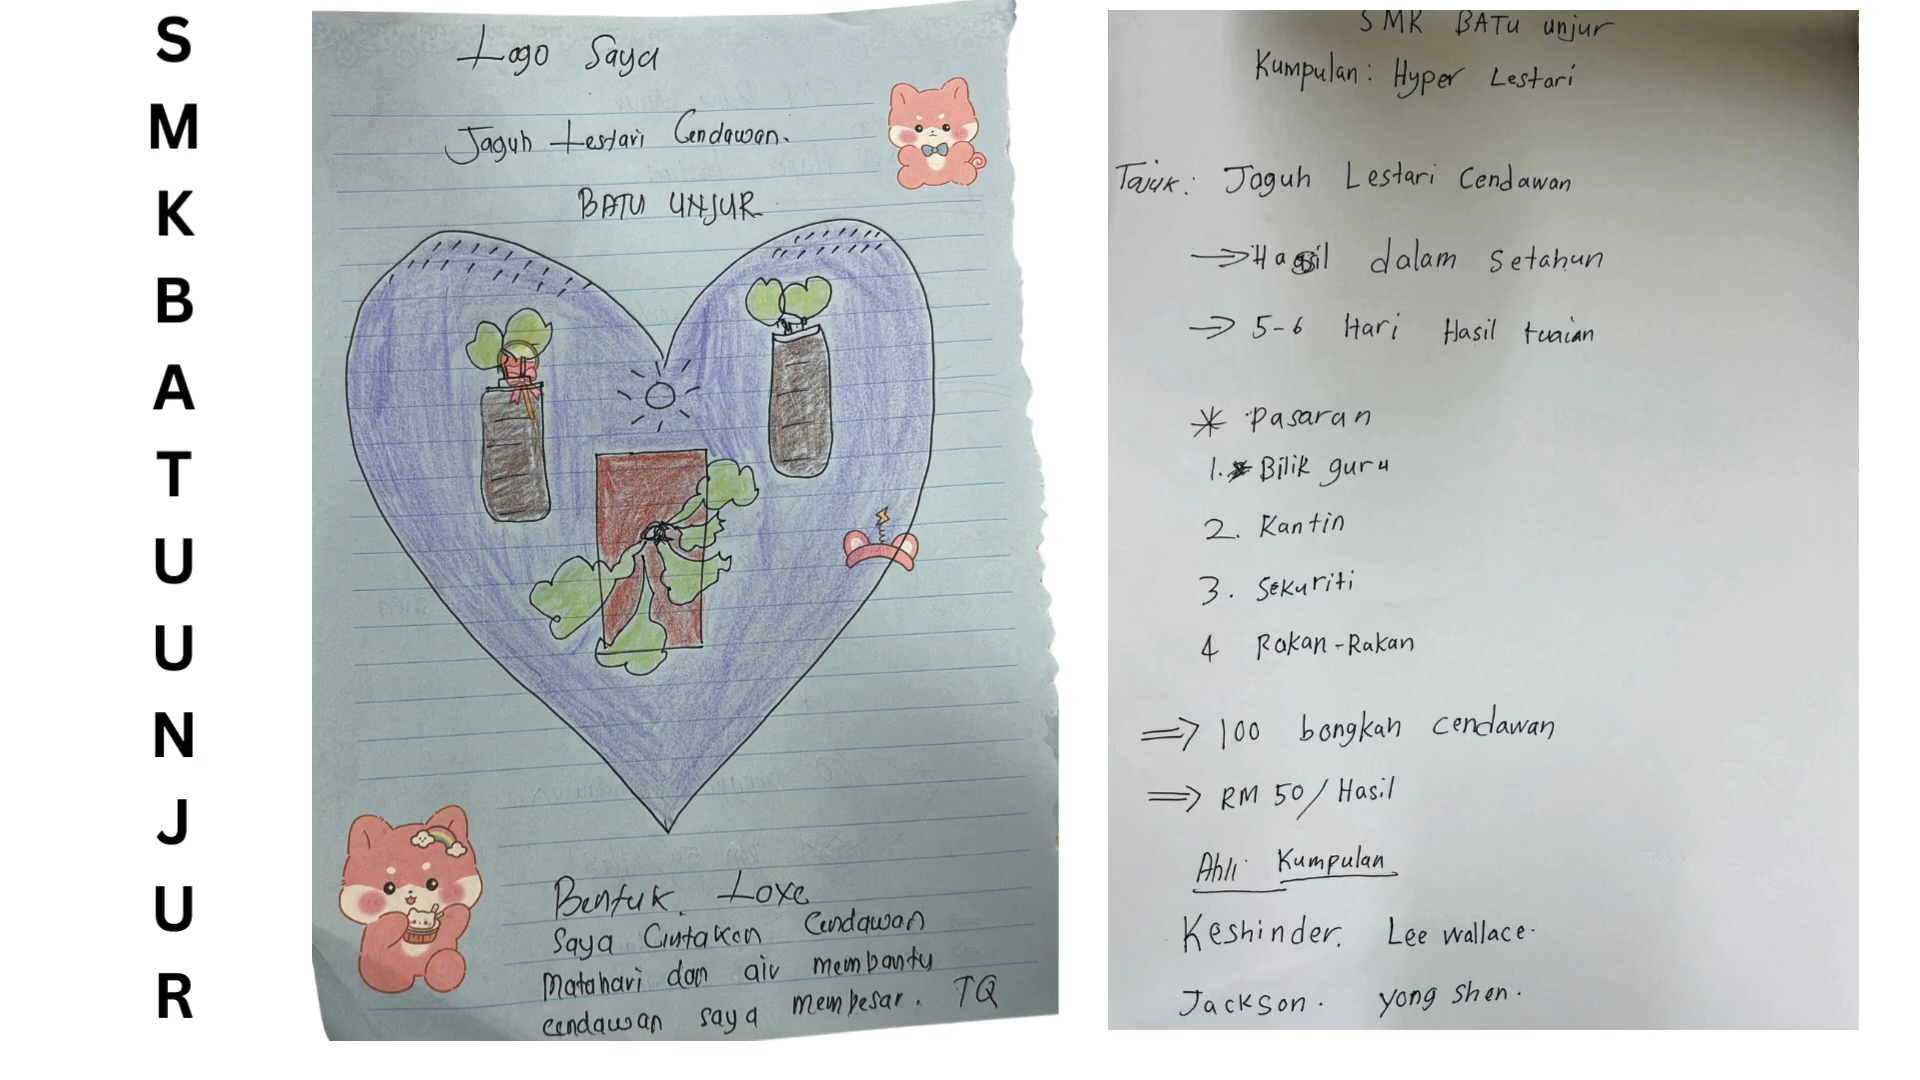 S
M
K
B
A
T
U
U
N
J
U
R
Logo Saya
Jaguh Lestari Cendawan.
BATU UNJUR
Bentuk. Love
Saya Cintakan Cendawan
Matahari dan air membantu
cendawan saya membesar. TQ
SMK BATU unjur
Kumpulan: Hyper Lestari
Tajuk: Jaguh Lestari Cendawan
→ Hasil dalam setahun
→ 5-6 Hari Hasil tuaian
* Pasaran
1. Bilik guru
2. Kantin
3. Sekuriti
4 Rakan-Rakan
⇒ 100 bongkah cendawan
⇒ RM 50/Hasil
Ahli Kumpulan
Keshinder. Lee wallace.
Jackson. yong shen.